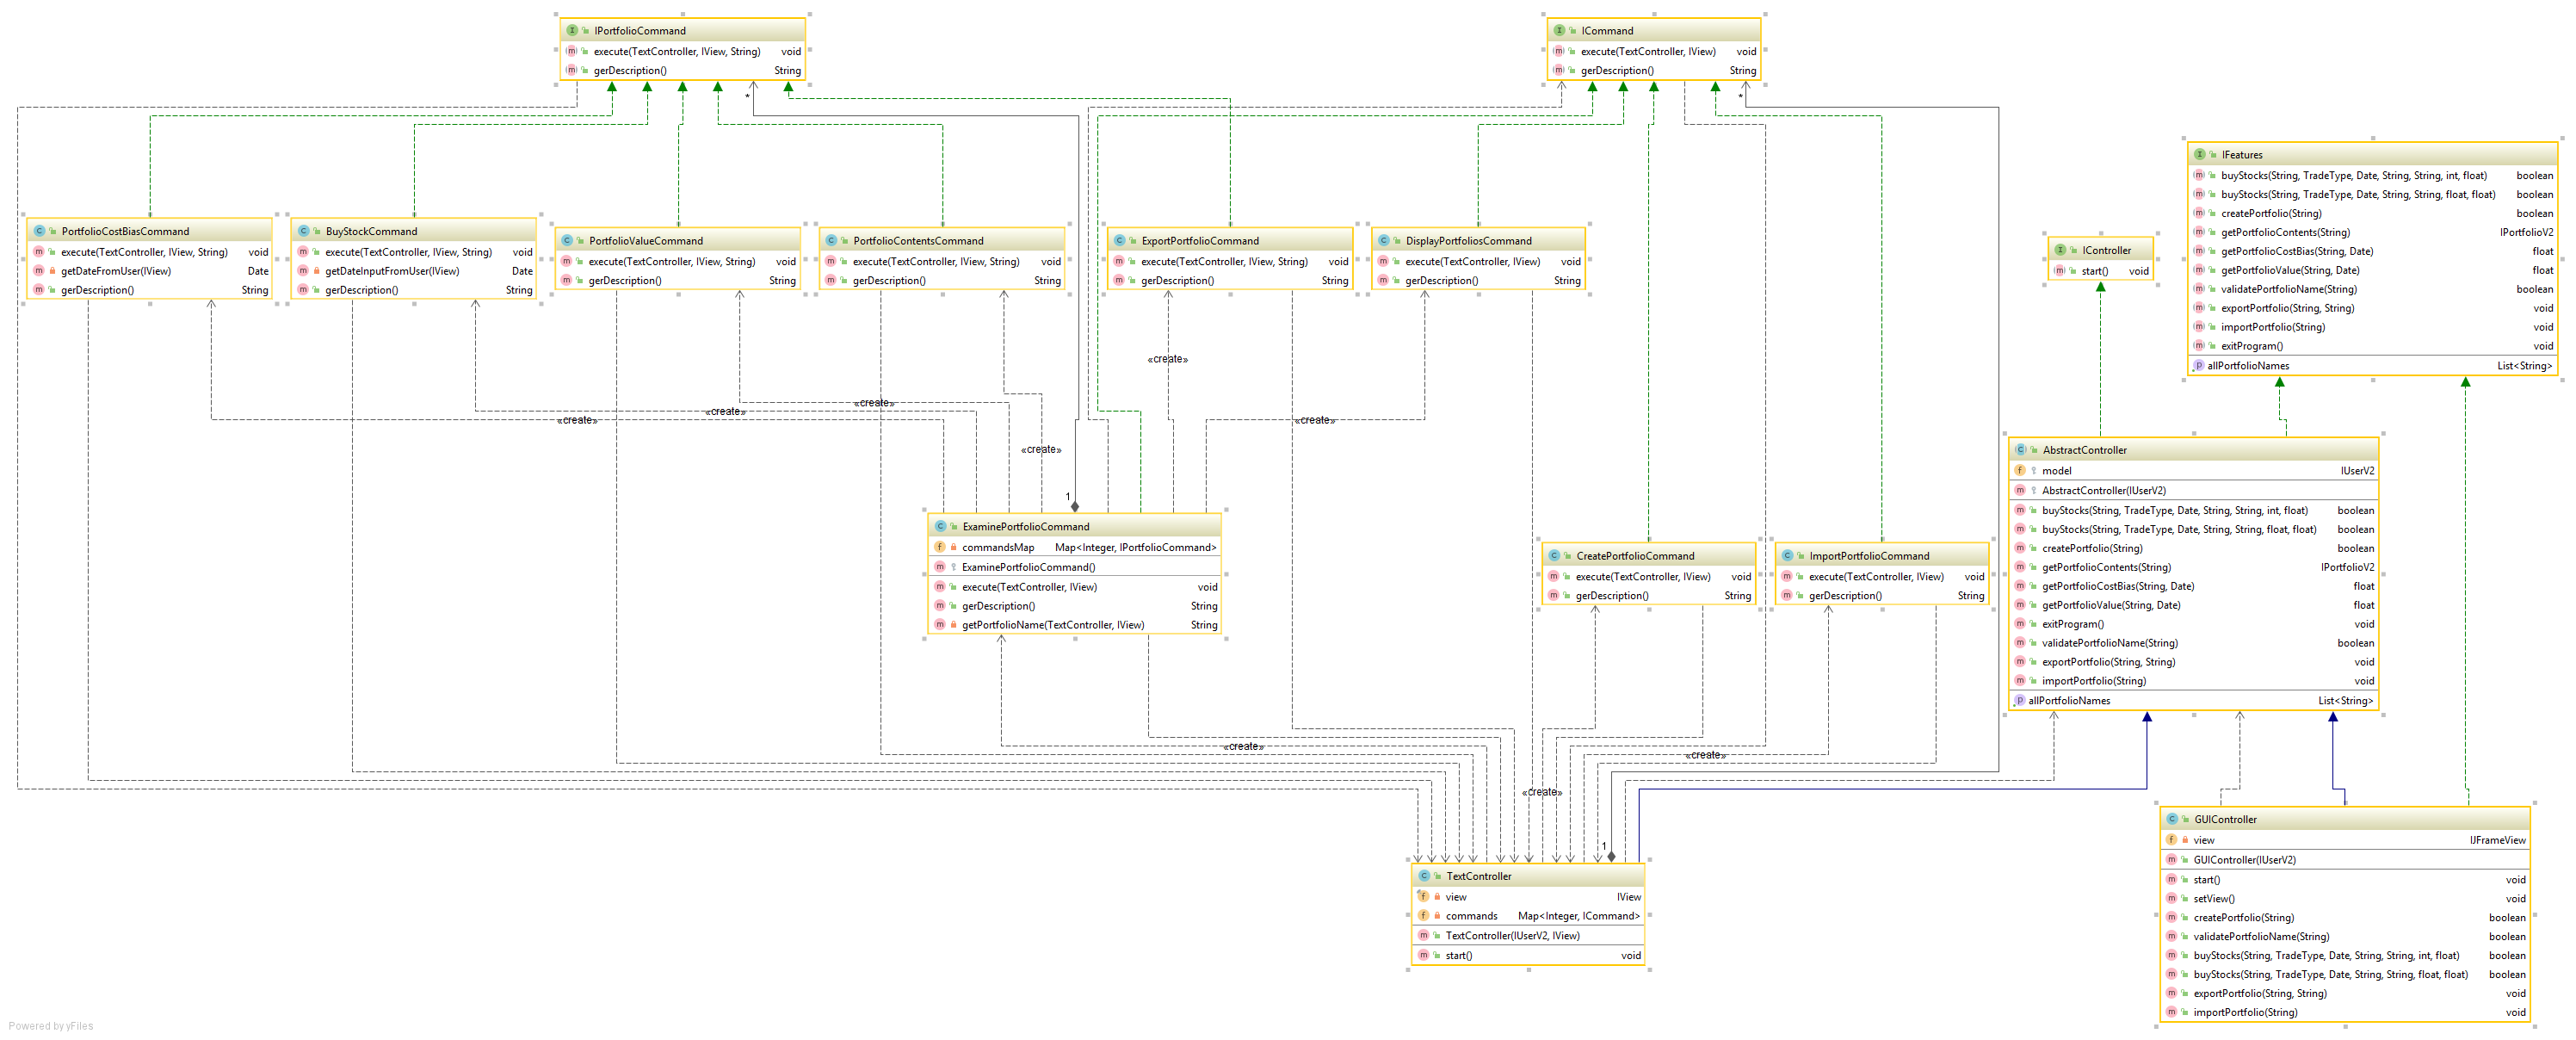 IPortfolioCommand
execute(TextController, IView, String) void
gerDescription() String
ICommand
execute(TextController, IView) void
gerDescription() String
*
*
IFeatures
buyStocks(String, TradeType, Date, String, String, int, float) boolean
buyStocks(String, TradeType, Date, String, String, float, float) boolean
createPortfolio(String) boolean
getPortfolioContents(String) IPortfolioV2
getPortfolioCostBias(String, Date) float
getPortfolioValue(String, Date) float
validatePortfolioName(String) boolean
exportPortfolio(String, String) void
importPortfolio(String) void
exitProgram() void
allPortfolioNames List<String>
PortfolioCostBiasCommand
execute(TextController, IView, String) void
getDateFromUser(IView) Date
gerDescription() String
BuyStockCommand
execute(TextController, IView, String) void
getDateInputFromUser(IView) Date
gerDescription() String
PortfolioValueCommand
execute(TextController, IView, String) void
gerDescription() String
PortfolioContentsCommand
execute(TextController, IView, String) void
gerDescription() String
ExportPortfolioCommand
execute(TextController, IView, String) void
gerDescription() String
DisplayPortfoliosCommand
execute(TextController, IView) void
gerDescription() String
IController
start() void
«create»
«create»
«create»
«create»
«create»
«create»
AbstractController
model IUserV2
AbstractController(IUserV2)
buyStocks(String, TradeType, Date, String, String, int, float) boolean
buyStocks(String, TradeType, Date, String, String, float, float) boolean
createPortfolio(String) boolean
getPortfolioContents(String) IPortfolioV2
getPortfolioCostBias(String, Date) float
getPortfolioValue(String, Date) float
exitProgram() void
validatePortfolioName(String) boolean
exportPortfolio(String, String) void
importPortfolio(String) void
allPortfolioNames List<String>
1
ExaminePortfolioCommand
commandsMap Map<Integer, IPortfolioCommand>
ExaminePortfolioCommand()
execute(TextController, IView) void
gerDescription() String
getPortfolioName(TextController, IView) String
CreatePortfolioCommand
execute(TextController, IView) void
gerDescription() String
ImportPortfolioCommand
execute(TextController, IView) void
gerDescription() String
«create»
«create»
«create»
1
TextController
view IView
commands Map<Integer, ICommand>
TextController(IUserV2, IView)
start() void
GUIController
view IJFrameView
GUIController(IUserV2)
start() void
setView() void
createPortfolio(String) boolean
validatePortfolioName(String) boolean
buyStocks(String, TradeType, Date, String, String, int, float) boolean
buyStocks(String, TradeType, Date, String, String, float, float) boolean
exportPortfolio(String, String) void
importPortfolio(String) void
Powered by yFiles